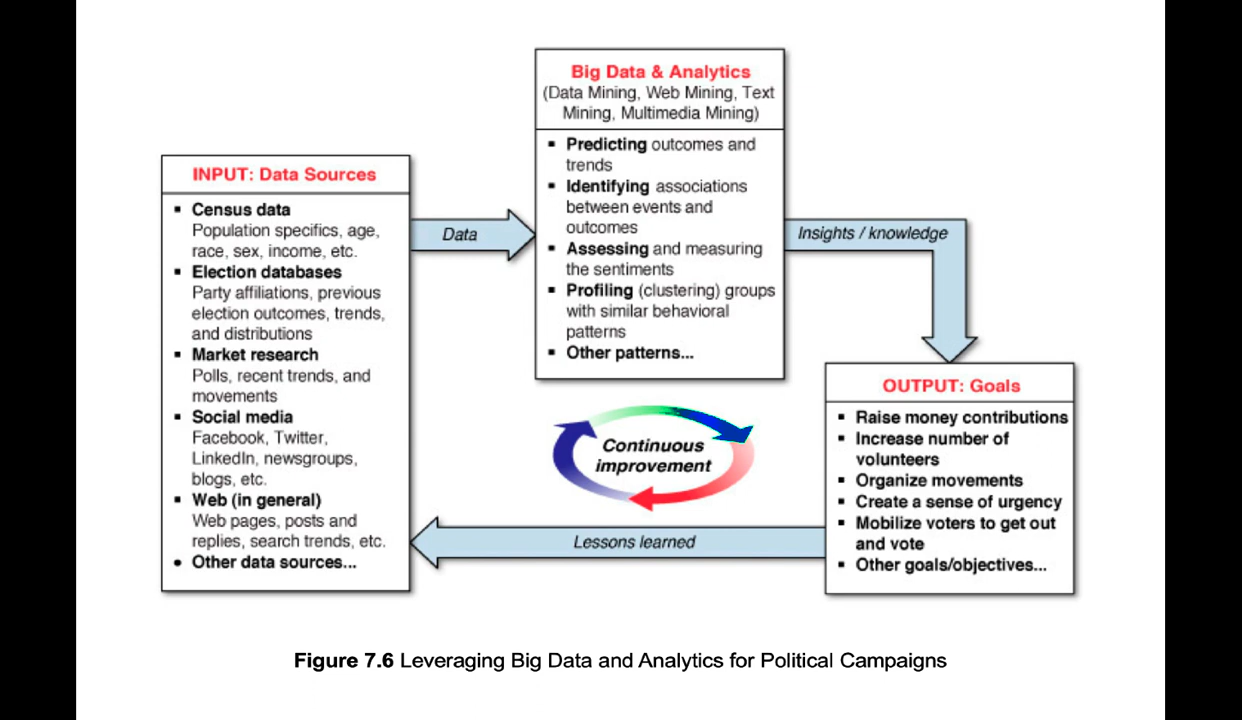 Big Data & Analytics
(Data Mining, Web Mining, Text
Mining, Multimedia Mining)
▪ Predicting outcomes and
trends
▪ Identifying associations
between events and
outcomes
▪ Assessing and measuring
the sentiments
▪ Profiling (clustering) groups
with similar behavioral
patterns
▪ Other patterns...
INPUT: Data Sources
▪ Census data
Population specifics, age,
race, sex, income, etc.
▪ Election databases
Party affiliations, previous
election outcomes, trends,
and distributions
▪ Market research
Polls, recent trends, and
movements
▪ Social media
Facebook, Twitter,
LinkedIn, newsgroups,
blogs, etc.
▪ Web (in general)
Web pages, posts and
replies, search trends, etc.
• Other data sources...
Data
Insights / knowledge
OUTPUT: Goals
▪ Raise money contributions
▪ Increase number of
volunteers
▪ Organize movements
▪ Create a sense of urgency
▪ Mobilize voters to get out
and vote
▪ Other goals/objectives...
Continuous
improvement
Lessons learned
Figure 7.6 Leveraging Big Data and Analytics for Political Campaigns